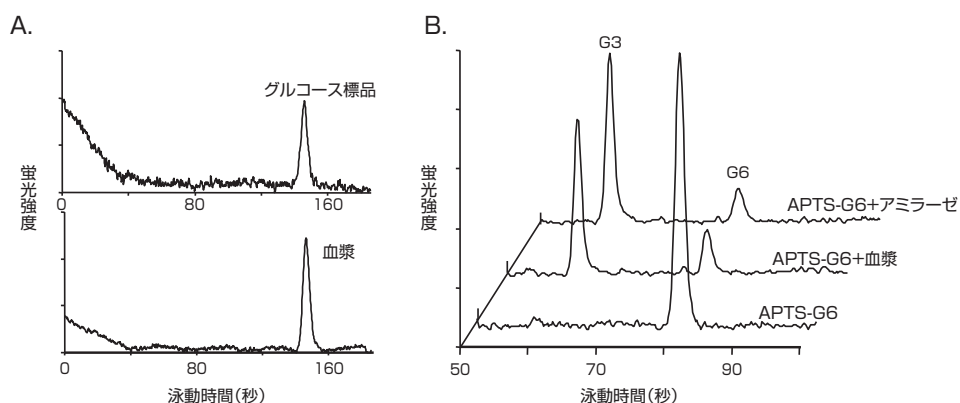 A.
グルコース標品
蛍光強度
0
80
160
血漿
0
80
160
泳動時間(秒)
B.
G3
G6
APTS-G6+アミラーゼ
APTS-G6+血漿
APTS-G6
蛍光強度
50
70
80
90
泳動時間(秒)